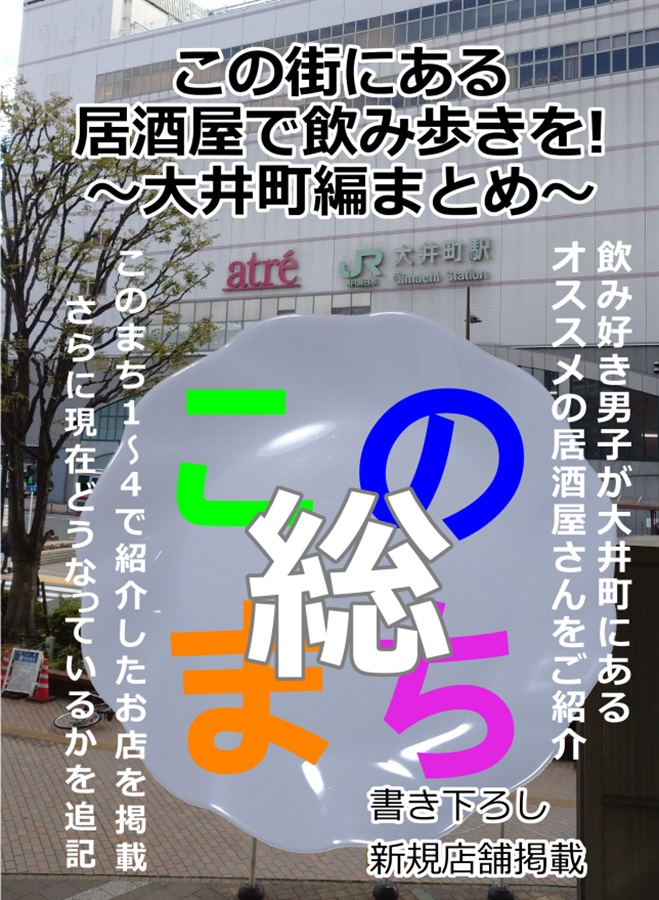 この街にある
居酒屋で飲み歩きを!
～大井町編まとめ～
atré
JR 大井町駅
Ōimachi Station
飲み好き男子が大井町にある
オススメの居酒屋さんをご紹介
この
総
まち
このまち1～4で紹介したお店を掲載
さらに現在どうなっているかを追記
書き下ろし
新規店舗掲載